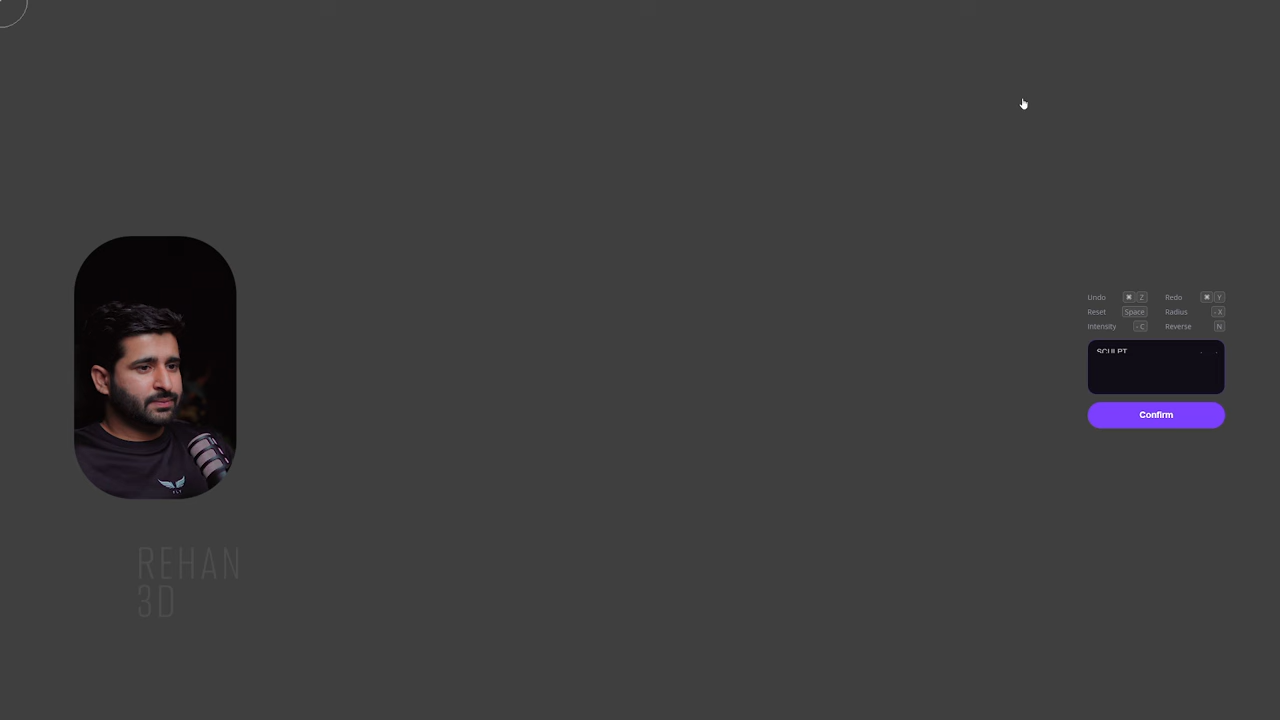 Undo ⌘ Z Redo ⌘ Y
Reset Space Radius - X
Intensity - C Reverse N
SCULPT
Confirm
REHAN
3D